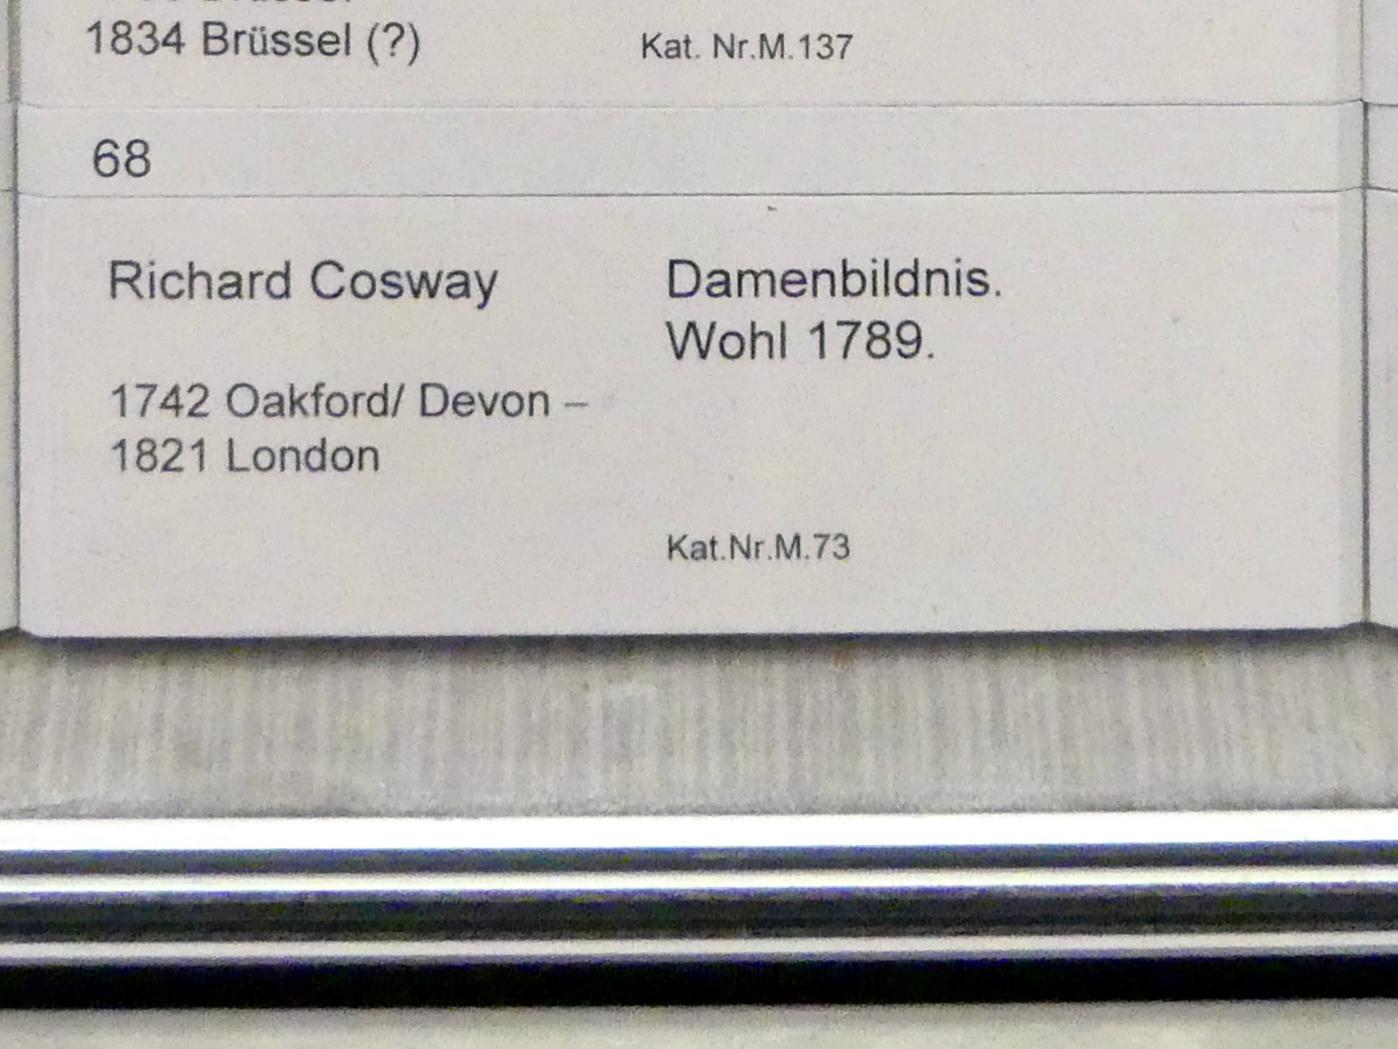 1834 Brüssel (?)
Kat. Nr.M.137
68
Richard Cosway
1742 Oakford/ Devon –
1821 London
Damenbildnis.
Wohl 1789.
Kat.Nr.M.73